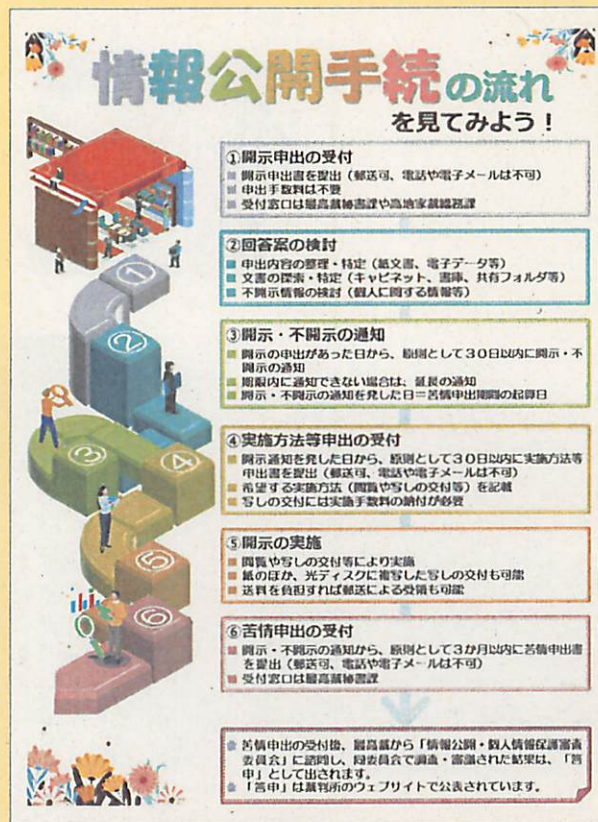 情報公開手続の流れ
を見てみよう!
①開示申出の受付
開示申出書を提出(郵送可、電話や電子メールは不可)
申出手数料は不要
受付窓口は最高裁秘書課や高地家裁総務課
②回答案の検討
申出内容の整理・特定(紙文書、電子データ等)
文書の探索・特定(キャビネット、書庫、共有フォルダ等)
不開示情報の検討(個人に関する情報等)
③開示・不開示の通知
開示の申出があった日から、原則として30日以内に開示・不
開示の通知
期限内に通知できない場合は、延長の通知
開示・不開示の通知を発した日=苦情申出期間の起算日
④実施方法等申出の受付
開示通知を発した日から、原則として30日以内に実施方法等
申出書を提出(郵送可、電話や電子メールは不可)
希望する実施方法(閲覧や写しの交付等)を記載
写しの交付には実施手数料の納付が必要
⑤開示の実施
閲覧や写しの交付等により実施
紙のほか、光ディスクに複写した写しの交付も可能
送料を負担すれば郵送による受領も可能
⑥苦情申出の受付
開示・不開示の通知から、原則として3か月以内に苦情申出書
を提出(郵送可、電話や電子メールは不可)
受付窓口は最高裁秘書課
苦情申出の受付後、最高裁から「情報公開・個人情報保護審査
委員会」に諮問し、同委員会で調査・審議された結果は、「答
申」として出されます。
「答申」は裁判所のウェブサイトで公表されています。
①
②
③
④
⑤
⑥